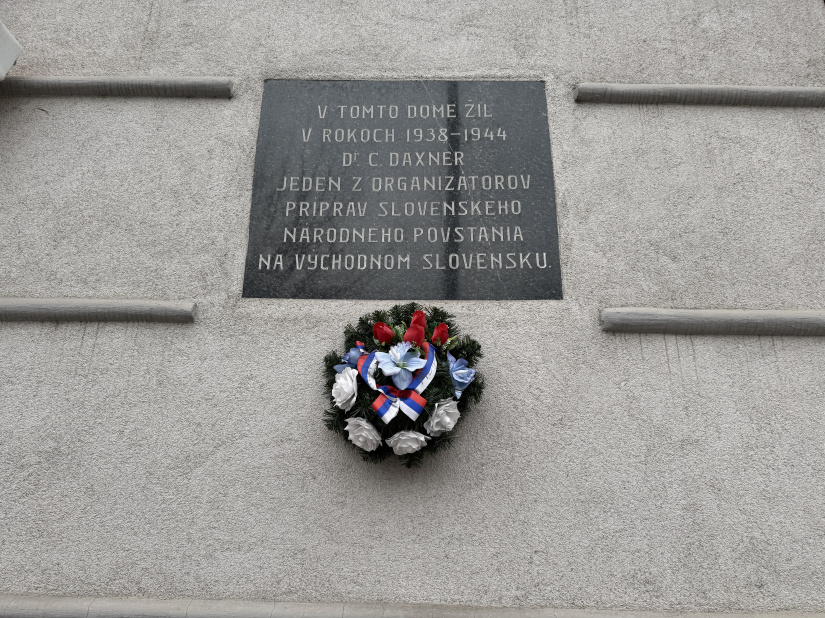 V TOMTO DOME ŽIL
V ROKOCH 1938–1944
Dr. C. DAXNER
JEDEN Z ORGANIZÁTOROV
PRÍPRAV SLOVENSKÉHO
NÁRODNÉHO POVSTANIA
NA VÝCHODNOM SLOVENSKU.